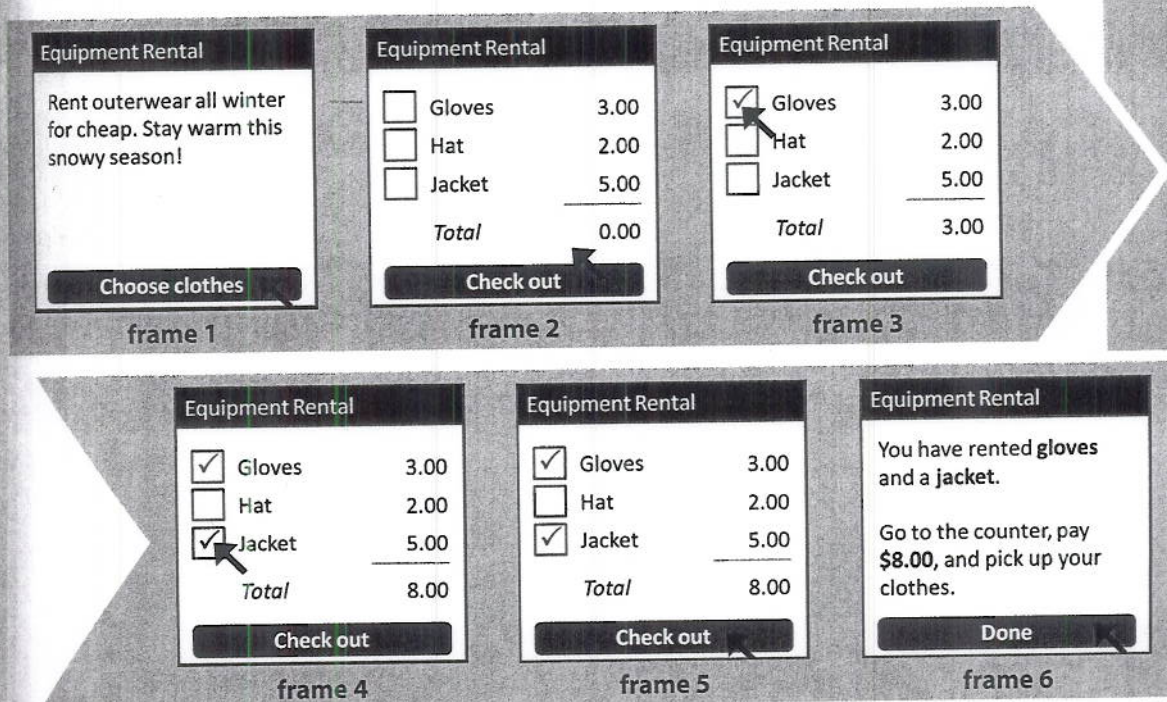 Equipment Rental
Rent outerwear all winter
for cheap. Stay warm this
snowy season!
Choose clothes
frame 1
Equipment Rental
Gloves 3.00
Hat 2.00
Jacket 5.00
Total 0.00
Check out
frame 2
Equipment Rental
Gloves 3.00
Hat 2.00
Jacket 5.00
Total 3.00
Check out
frame 3
Equipment Rental
Gloves 3.00
Hat 2.00
Jacket 5.00
Total 8.00
Check out
frame 4
Equipment Rental
Gloves 3.00
Hat 2.00
Jacket 5.00
Total 8.00
Check out
frame 5
Equipment Rental
You have rented gloves
and a jacket.
Go to the counter, pay
$8.00, and pick up your
clothes.
Done
frame 6